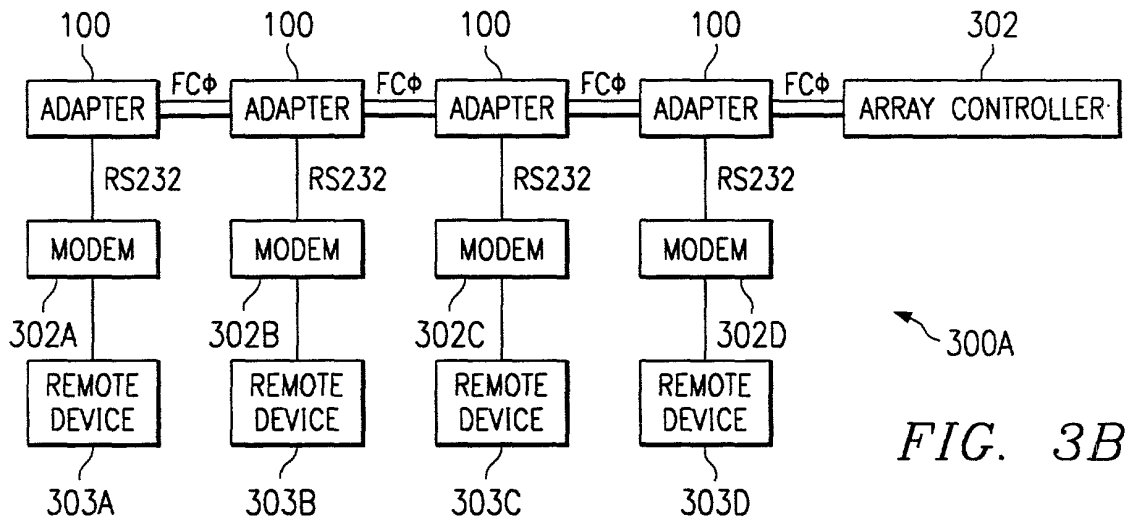 100 100 100 100 302
FCΦ FCΦ FCΦ FCΦ
ADAPTER ADAPTER ADAPTER ADAPTER ARRAY CONTROLLER
RS232 RS232 RS232 RS232
MODEM MODEM MODEM MODEM
302A 302B 302C 302D
300A
REMOTE DEVICE REMOTE DEVICE REMOTE DEVICE REMOTE DEVICE
FIG. 3B
303A 303B 303C 303D